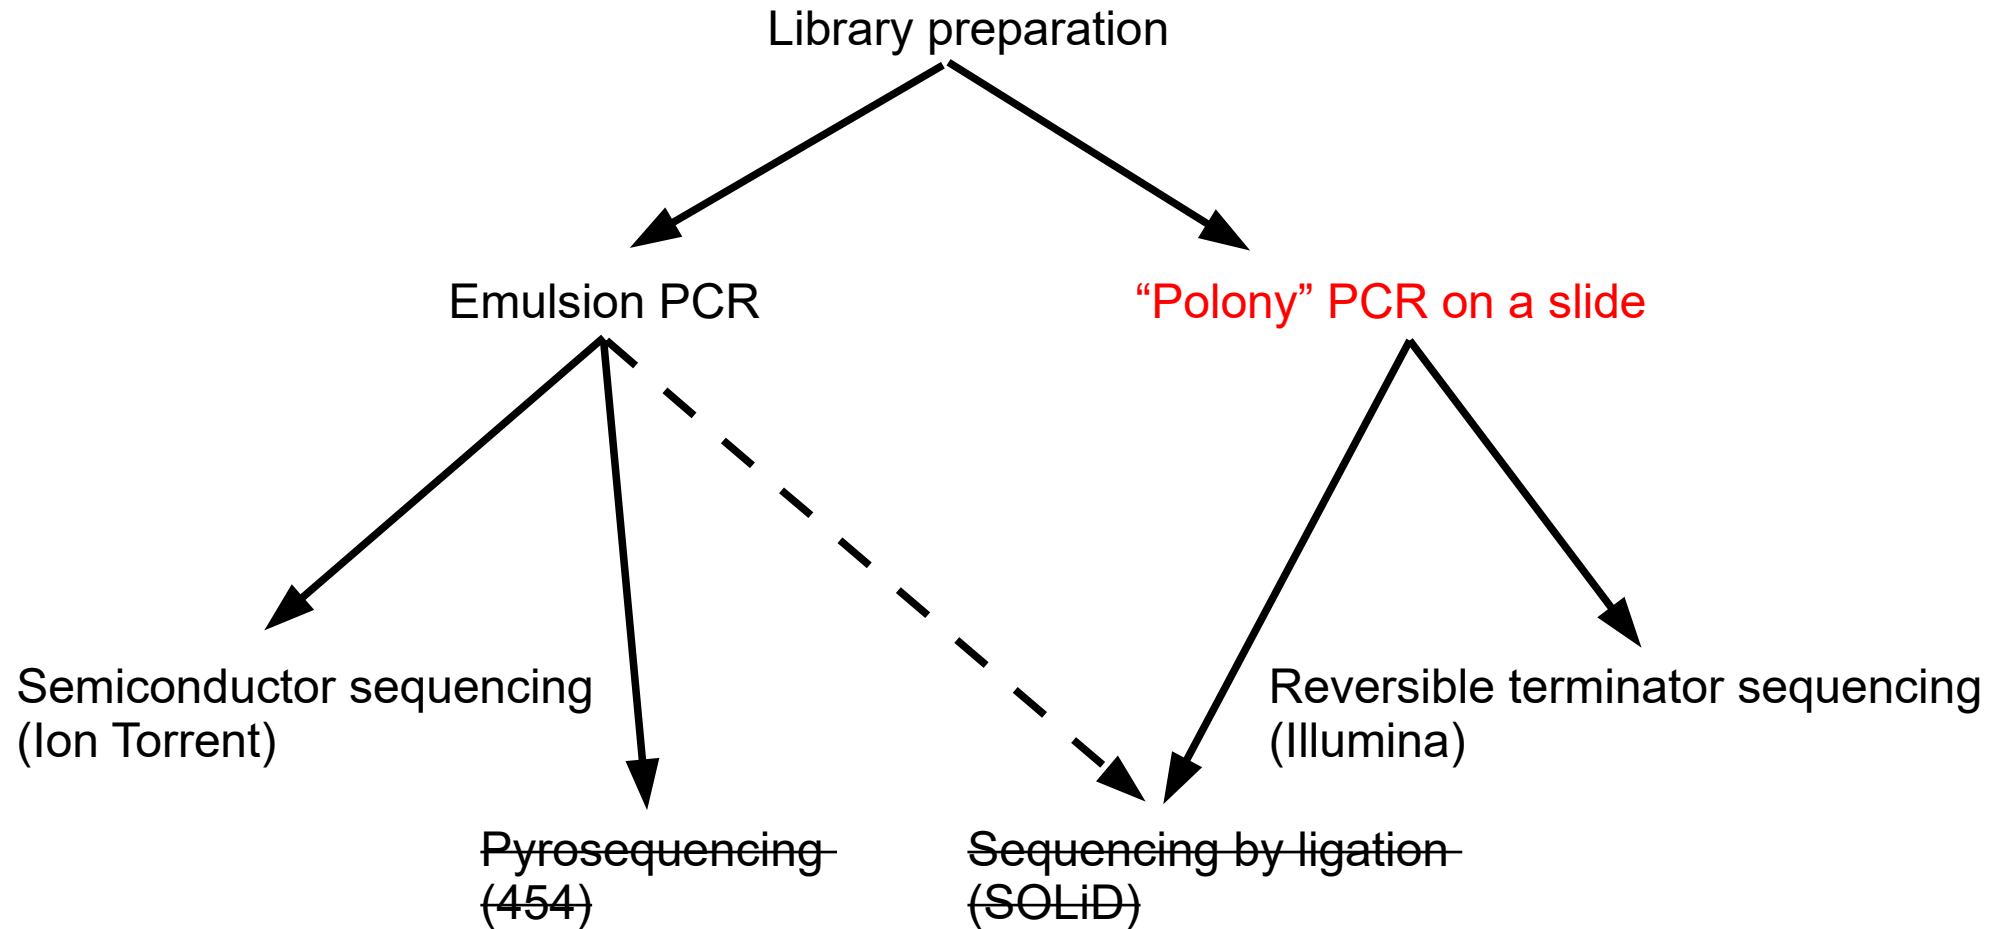 Library preparation
Emulsion PCR
“Polony” PCR on a slide
Semiconductor sequencing
(Ion Torrent)
Reversible terminator sequencing
(Illumina)
Pyrosequencing
(454)
Sequencing by ligation
(SOLiD)